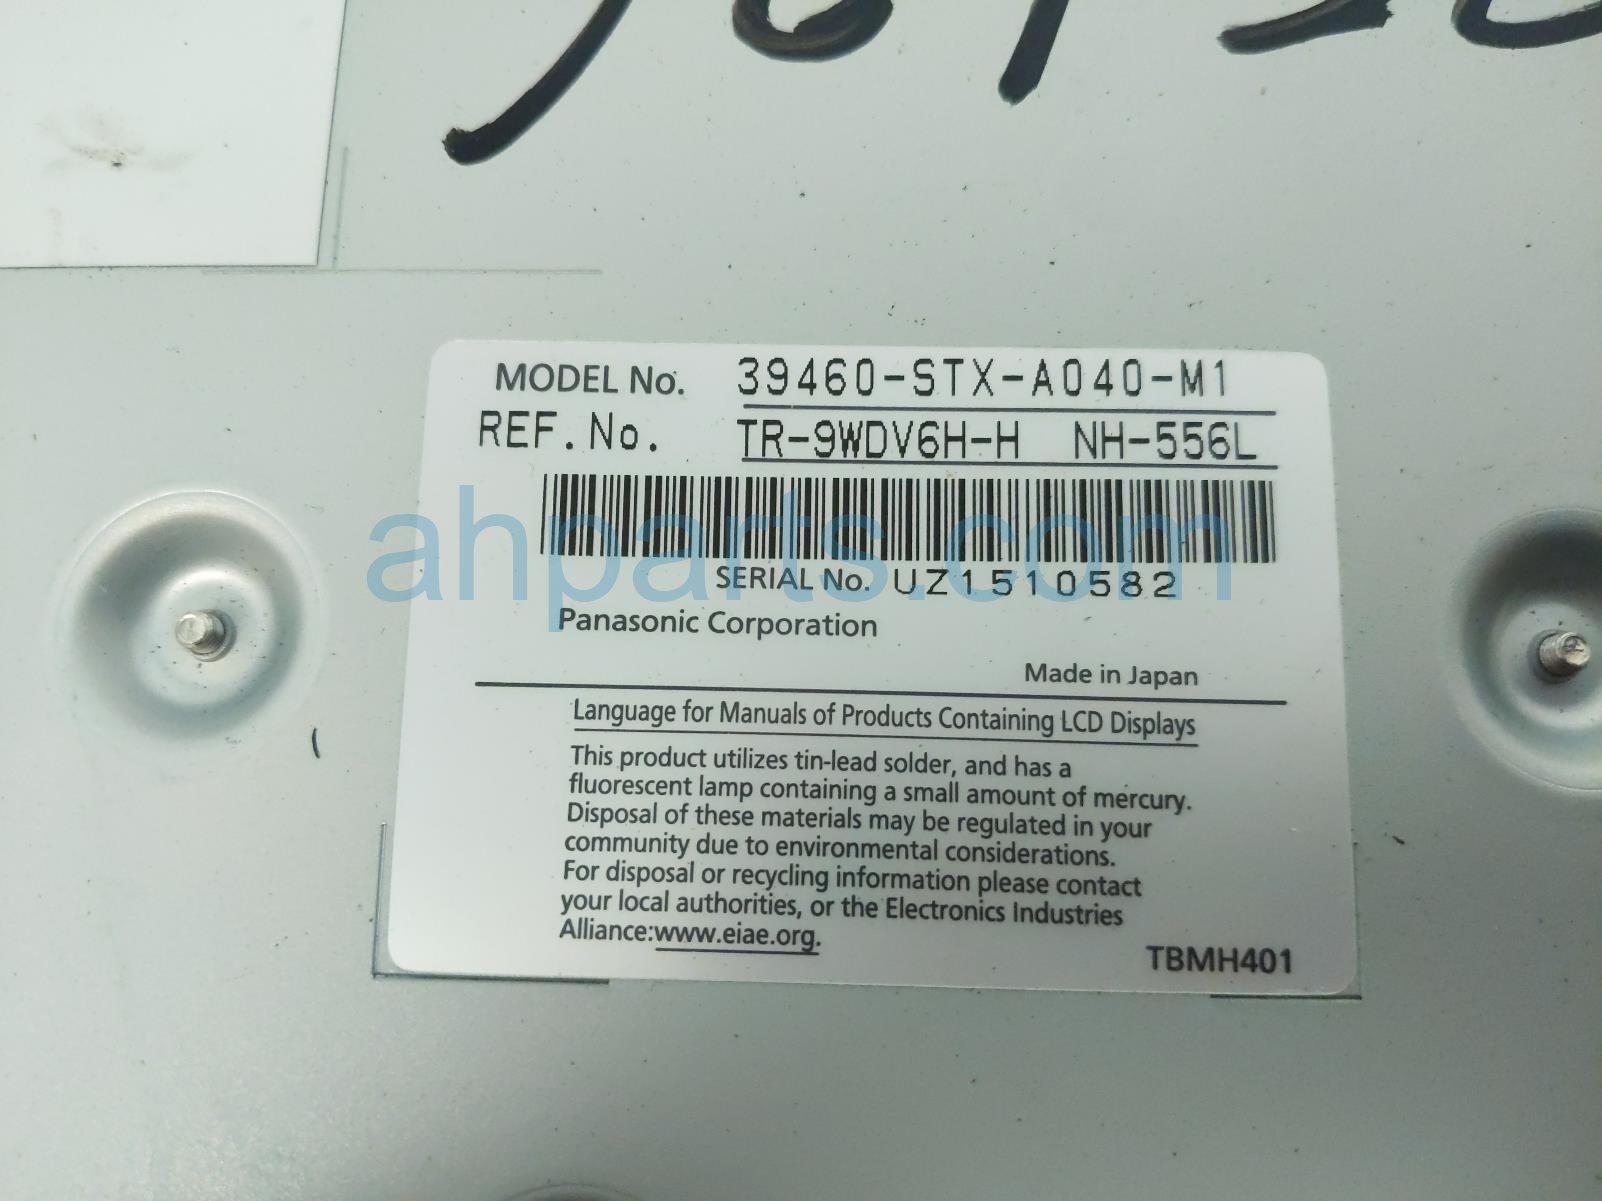 MODEL No. 39460-STX-A040-M1
REF.No. TR-9WDV6H-H NH-556L
ahparts.com
SERIAL No. UZ1510582
Panasonic Corporation
Made in Japan
Language for Manuals of Products Containing LCD Displays
This product utilizes tin-lead solder, and has a
fluorescent lamp containing a small amount of mercury.
Disposal of these materials may be regulated in your
community due to environmental considerations.
For disposal or recycling information please contact
your local authorities, or the Electronics Industries
Alliance:www.eiae.org.
TBMH401